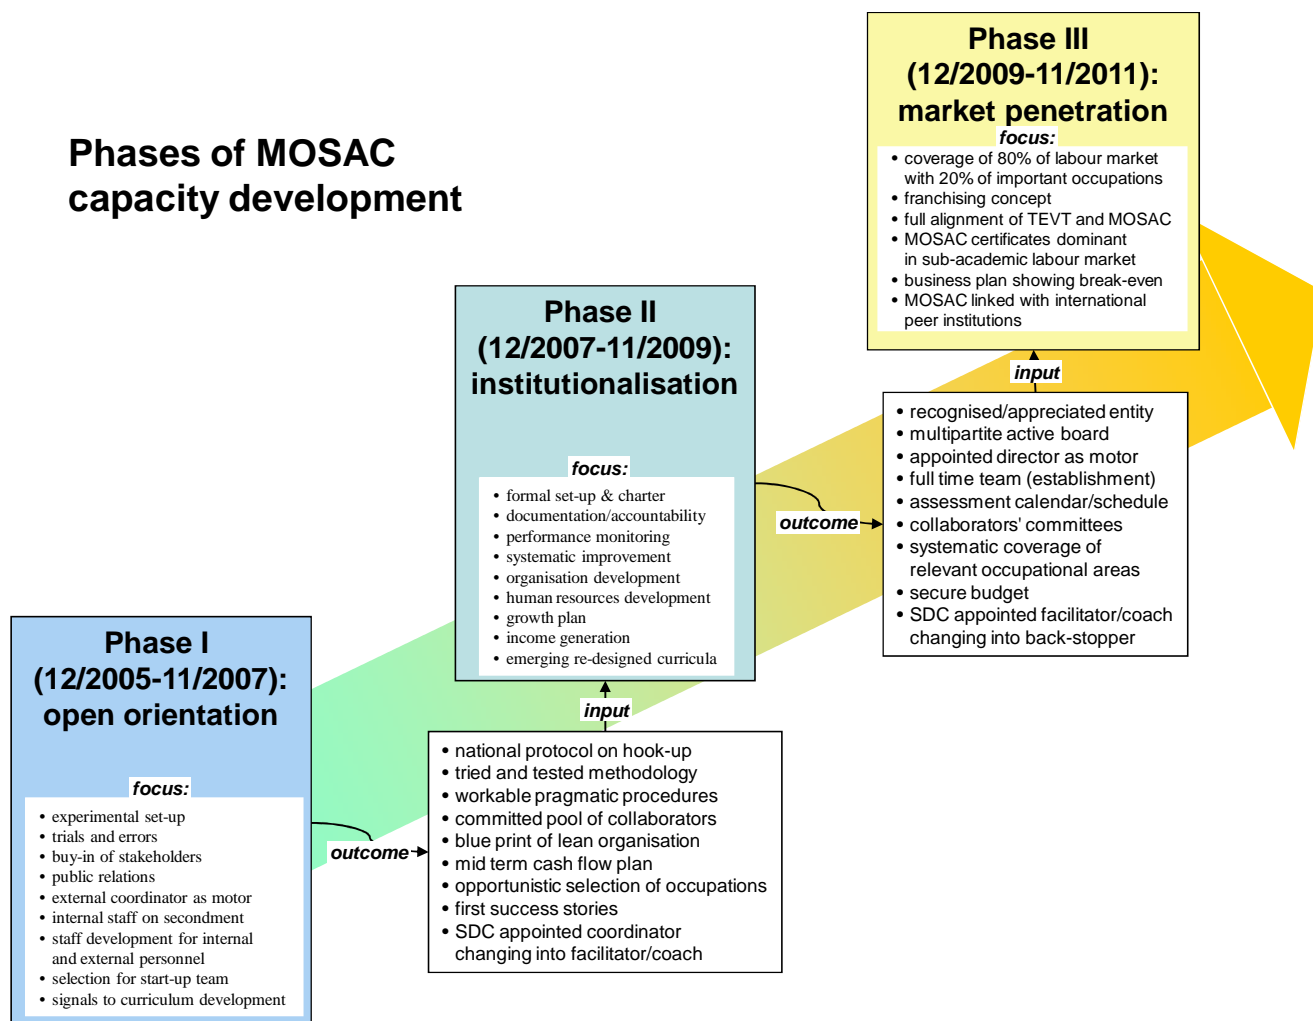 Phases of MOSAC
capacity development
Phase I
(12/2005-11/2007):
open orientation
focus:
• experimental set-up
• trials and errors
• buy-in of stakeholders
• public relations
• external coordinator as motor
• internal staff on secondment
• staff development for internal
and external personnel
• selection for start-up team
• signals to curriculum development
outcome
• national protocol on hook-up
• tried and tested methodology
• workable pragmatic procedures
• committed pool of collaborators
• blue print of lean organisation
• mid term cash flow plan
• opportunistic selection of occupations
• first success stories
• SDC appointed coordinator
changing into facilitator/coach
input
Phase II
(12/2007-11/2009):
institutionalisation
focus:
• formal set-up & charter
• documentation/accountability
• performance monitoring
• systematic improvement
• organisation development
• human resources development
• growth plan
• income generation
• emerging re-designed curricula
outcome
• recognised/appreciated entity
• multipartite active board
• appointed director as motor
• full time team (establishment)
• assessment calendar/schedule
• collaborators' committees
• systematic coverage of
relevant occupational areas
• secure budget
• SDC appointed facilitator/coach
changing into back-stopper
input
Phase III
(12/2009-11/2011):
market penetration
focus:
• coverage of 80% of labour market
with 20% of important occupations
• franchising concept
• full alignment of TEVT and MOSAC
• MOSAC certificates dominant
in sub-academic labour market
• business plan showing break-even
• MOSAC linked with international
peer institutions